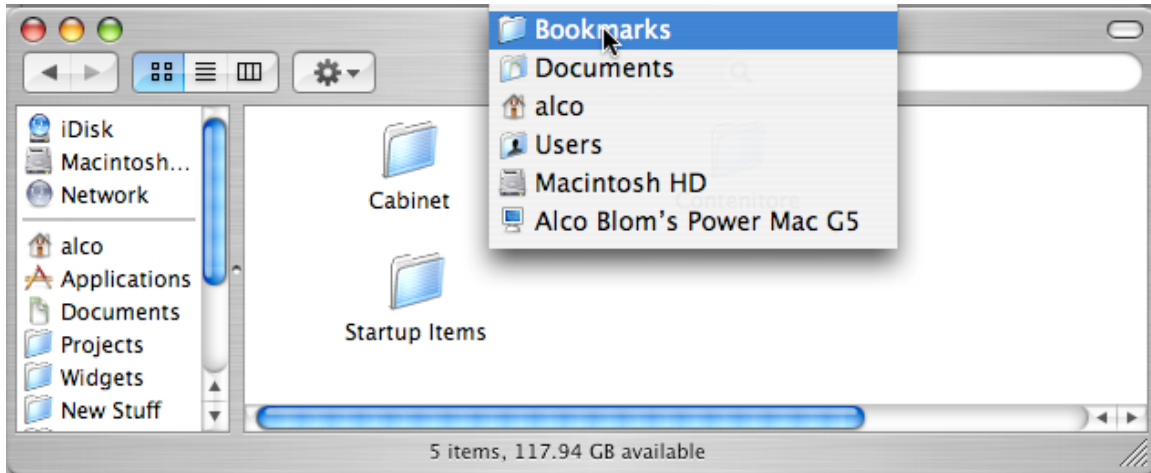 Bookmarks
Documents
alco
Users
Macintosh HD
Alco Blom's Power Mac G5
iDisk
Macintosh...
Network
alco
Applications
Documents
Projects
Widgets
New Stuff
Cabinet
Contenitore
Startup Items
5 items, 117.94 GB available